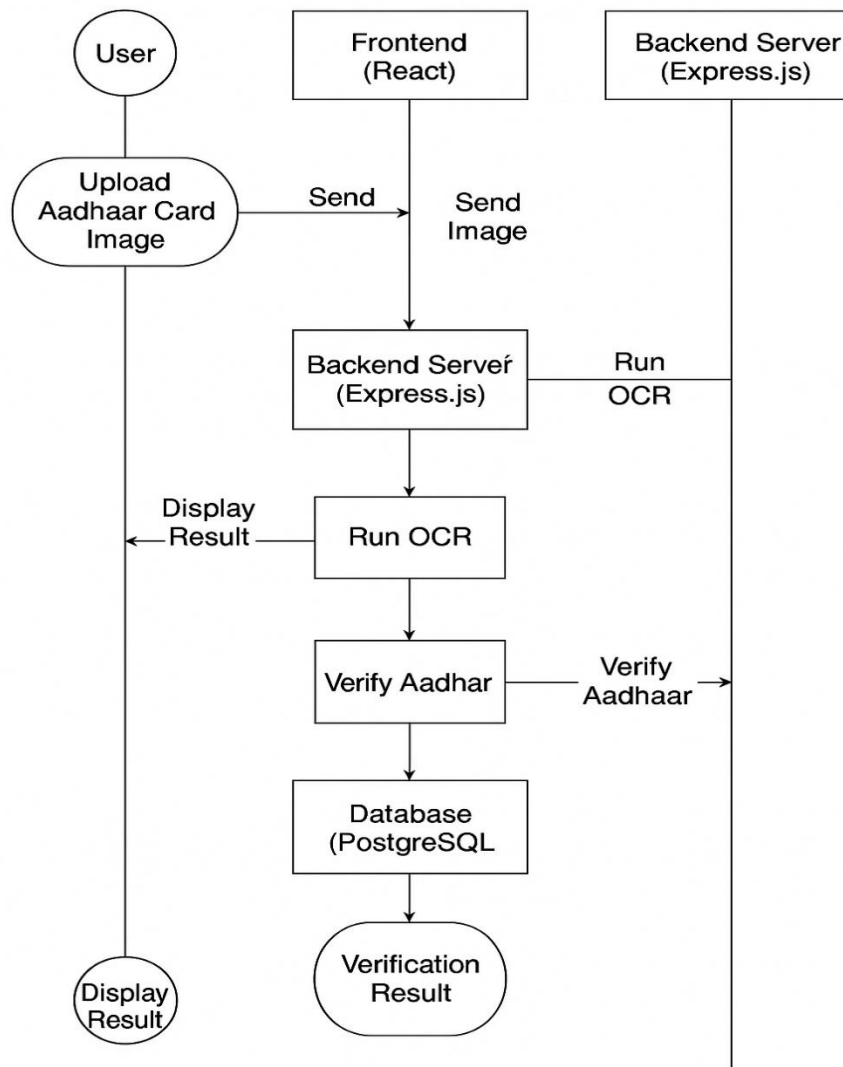 User
Frontend
(React)
Backend Server
(Express.js)
Upload
Aadhaar Card
Image
Send
Send
Image
Backend Serveŕ
(Express.js)
Run
OCR
Display
Result
Run OCR
Verify Aadhar
Verify
Aadhaar
Database
(PostgreSQL
Verification
Result
Display
Result